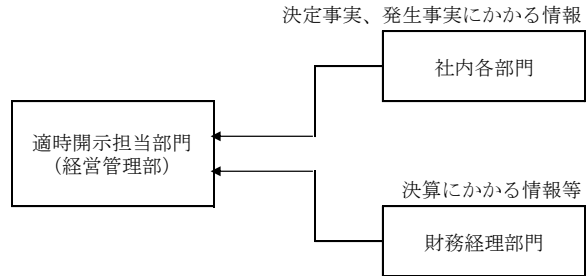 決定事実、発生事実にかかる情報
社内各部門
適時開示担当部門
（経営管理部）
決算にかかる情報等
財務経理部門